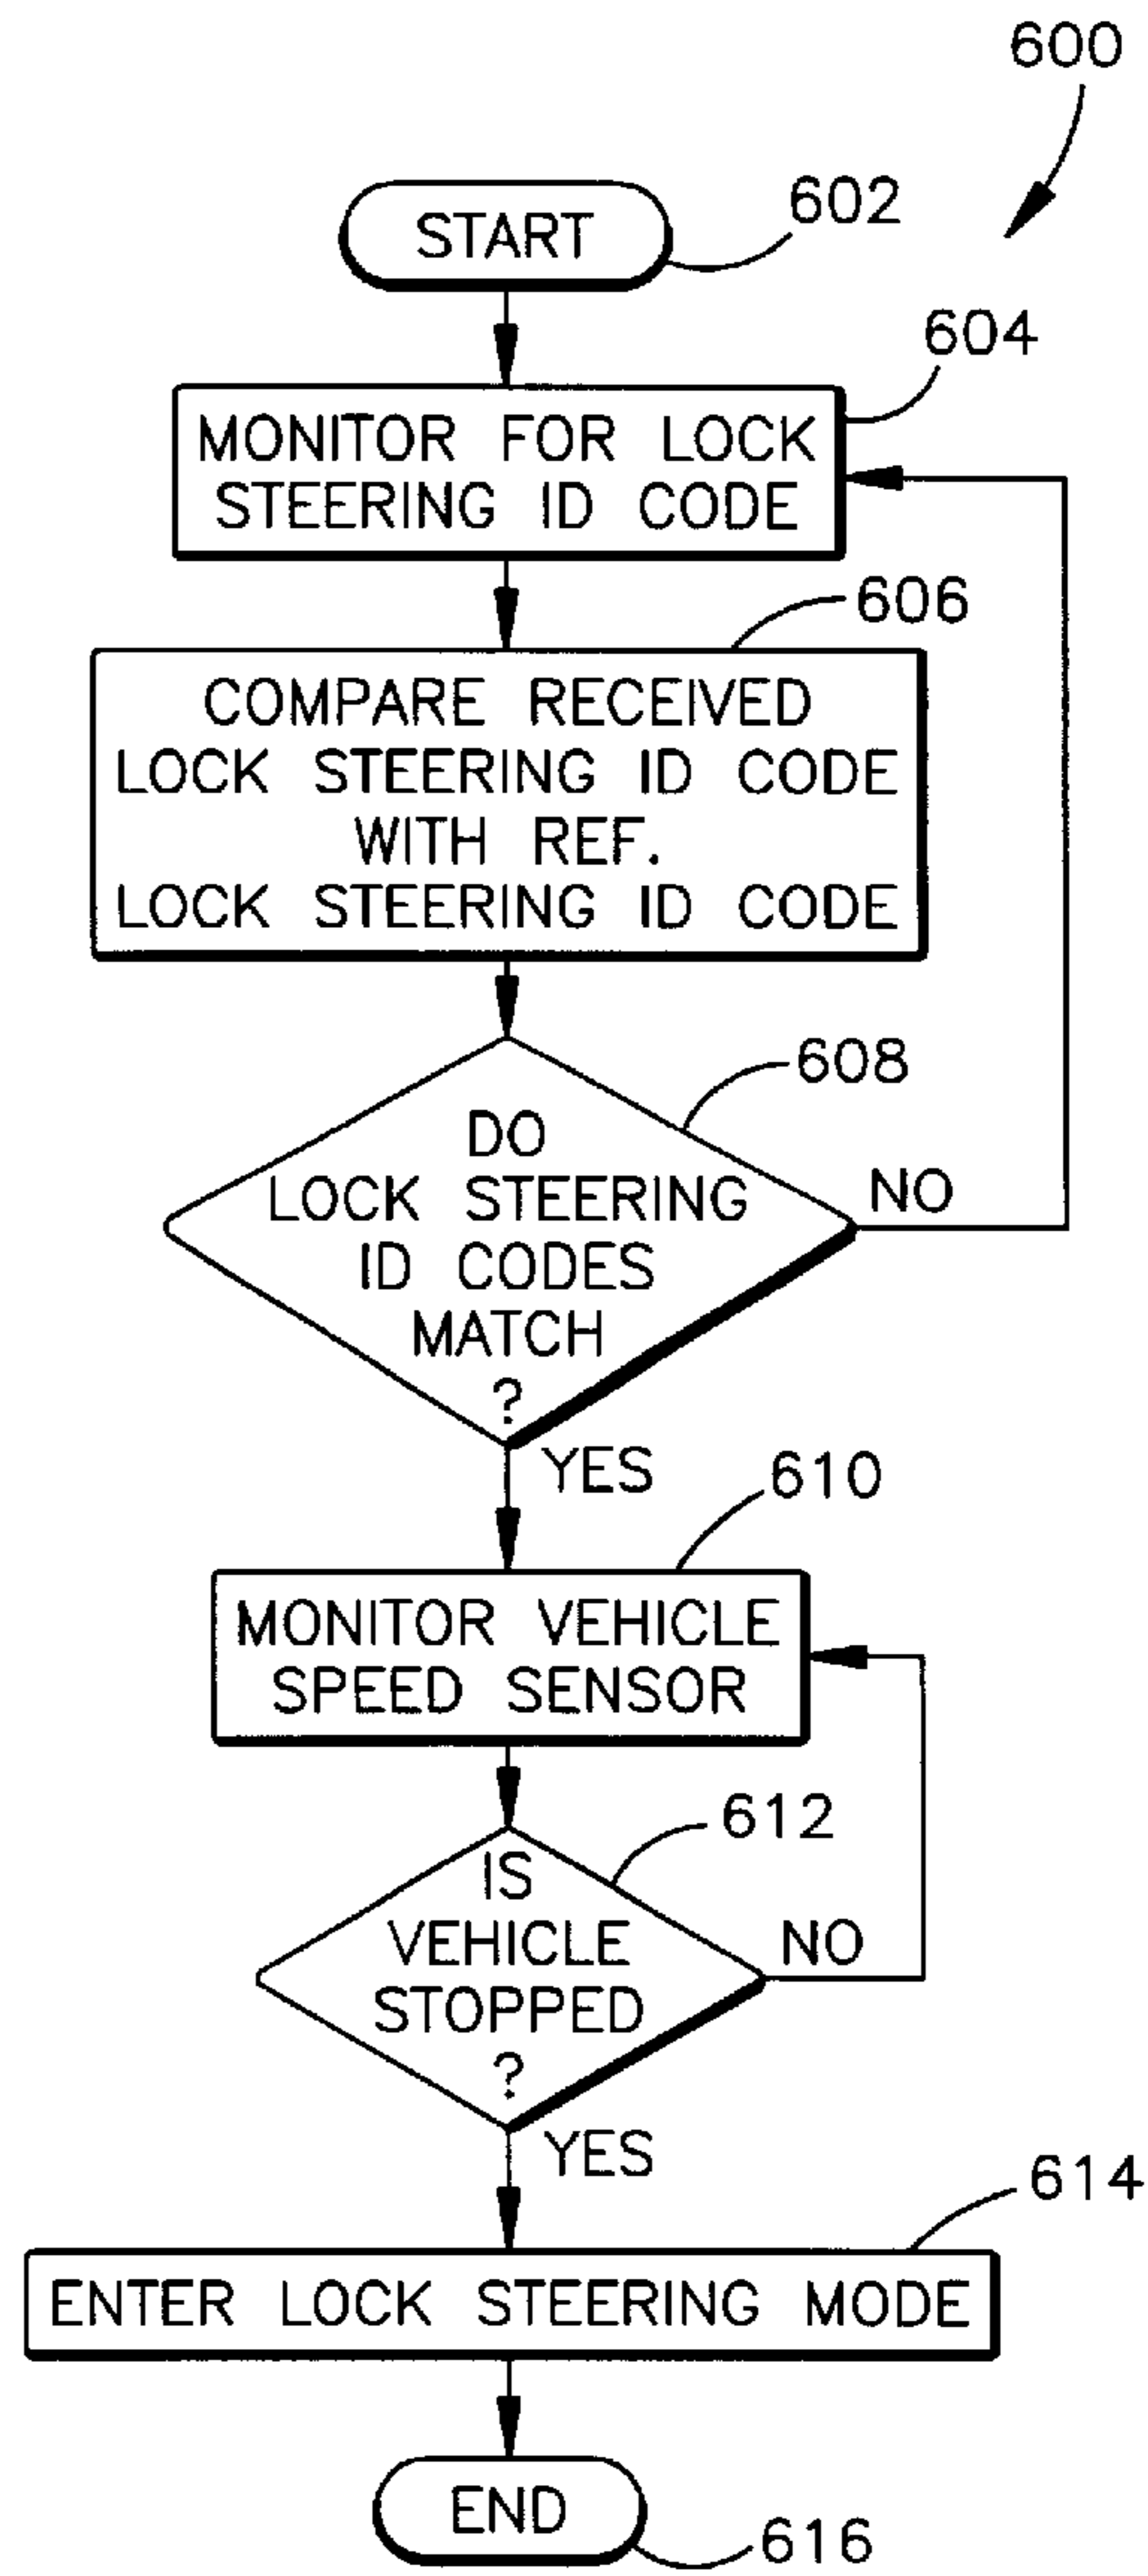 600
START
602
604
MONITOR FOR LOCK
STEERING ID CODE
606
COMPARE RECEIVED
LOCK STEERING ID CODE
WITH REF.
LOCK STEERING ID CODE
608
DO
LOCK STEERING
ID CODES
MATCH
?
NO
YES
610
MONITOR VEHICLE
SPEED SENSOR
612
IS
VEHICLE
STOPPED
?
NO
YES
614
ENTER LOCK STEERING MODE
END
616